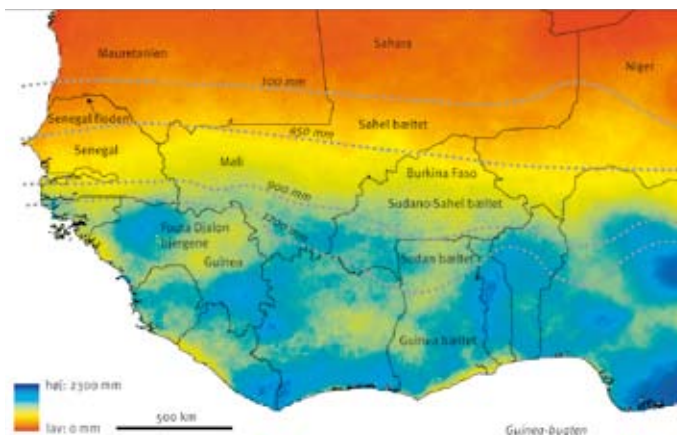 Sahara
Mauretanien
Niger
100 mm
Senegal floden
Sahel bæltet
450 mm
Senegal
Mali
Burkina Faso
900 mm
Sudano-Sahel bæltet
1200 mm
Fouta Djalon
bjergene
Guinea
Sudan bæltet
Guinea bæltet
høj: 2300 mm
lav: 0 mm
500 km
Guinea-bugten